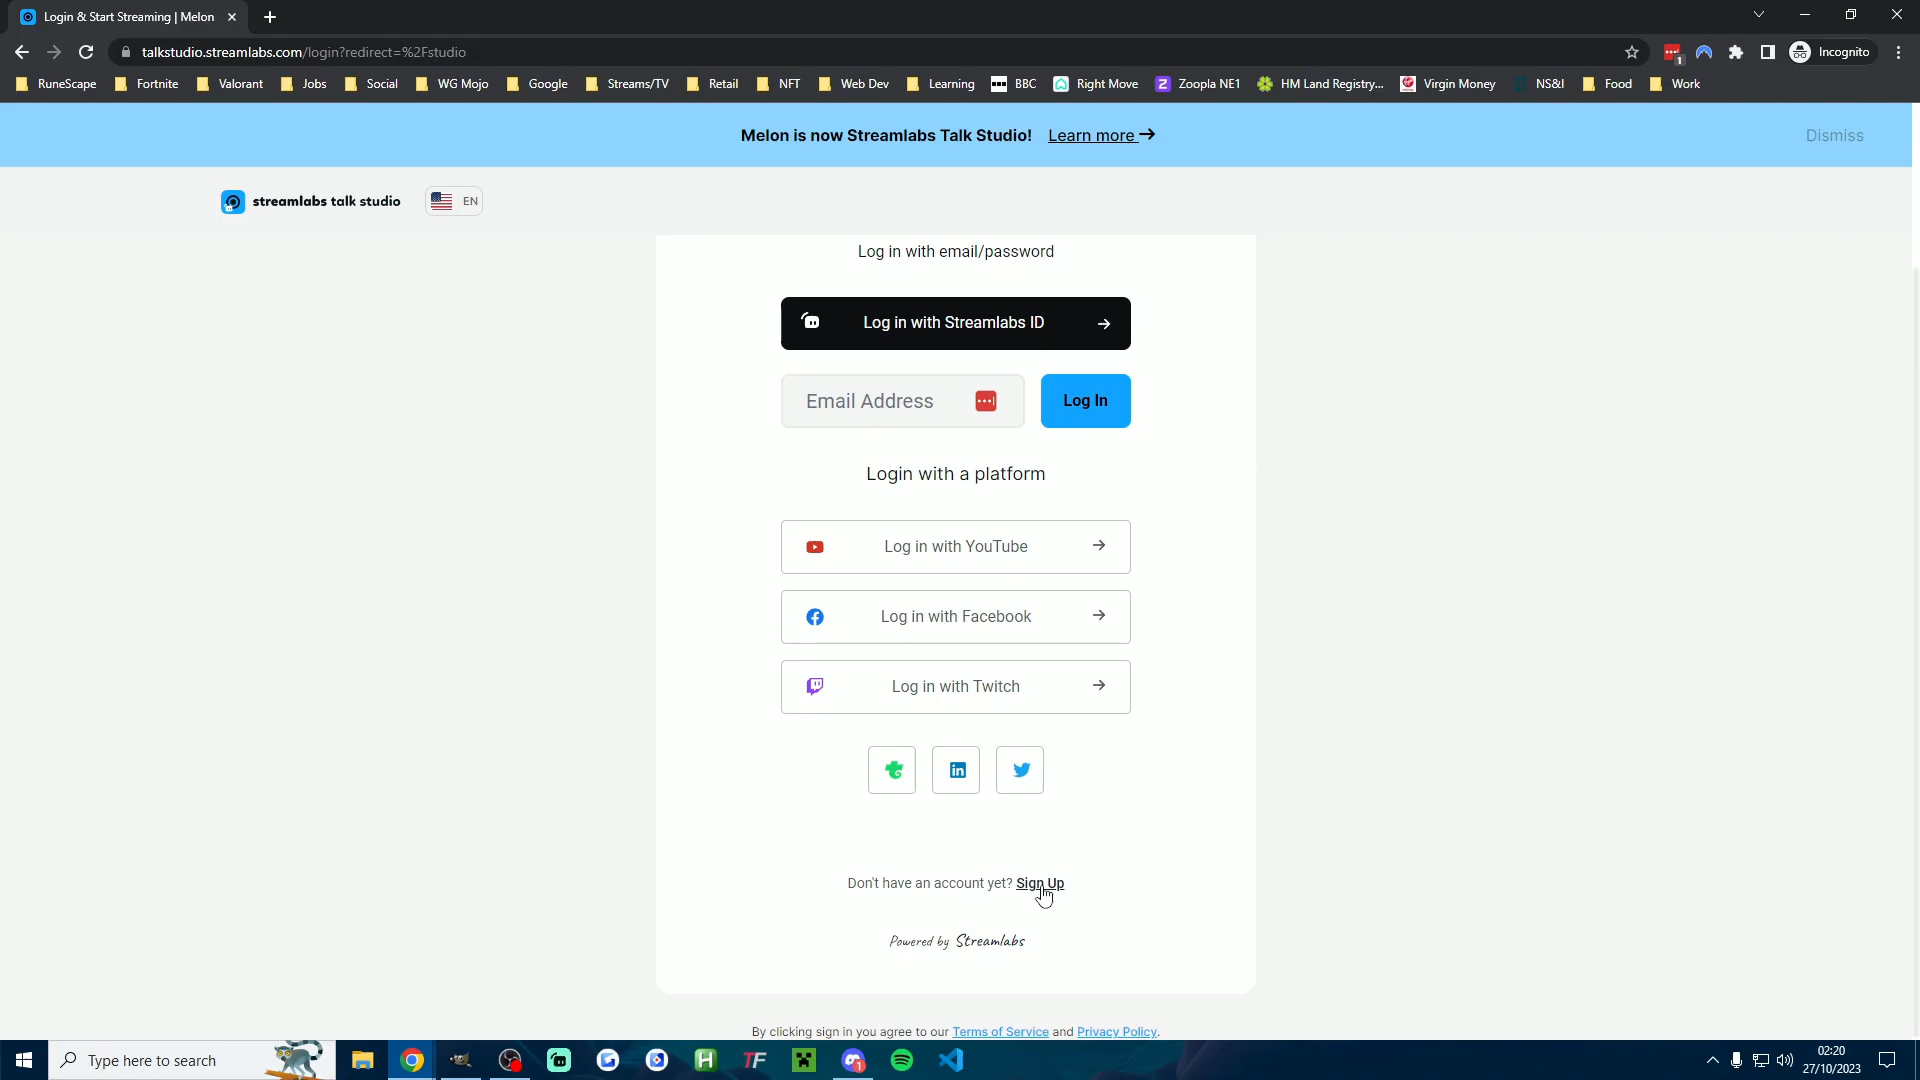 Login & Start Streaming | Melon
talkstudio.streamlabs.com/login?redirect=%2Fstudio
1
Incognito
RuneScape Fortnite Valorant Jobs Social WG Mojo Google Streams/TV Retail NFT Web Dev Learning BBC Right Move Zoopla NE1 HM Land Registry... Virgin Money NS&I Food Work
Melon is now Streamlabs Talk Studio! Learn more → Dismiss
streamlabs talk studio EN
Log in with email/password
Log in with Streamlabs ID
Email Address Log In
Login with a platform
Log in with YouTube
Log in with Facebook
Log in with Twitch
Don't have an account yet? Sign Up
Powered by Streamlabs
By clicking sign in you agree to our Terms of Service and Privacy Policy.
Type here to search
1
02:20
27/10/2023